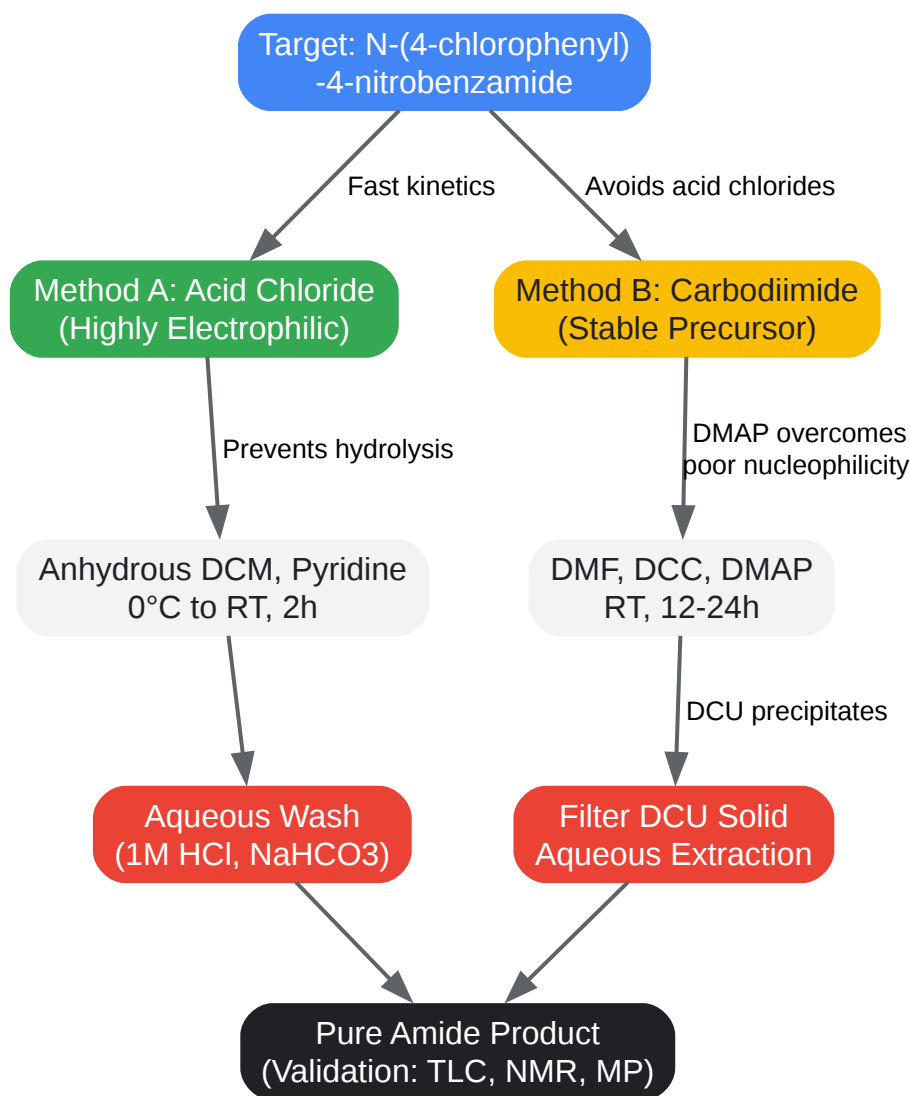 Target: N-(4-chlorophenyl)
-4-nitrobenzamide
Fast kinetics
Avoids acid chlorides
Method A: Acid Chloride
(Highly Electrophilic)
Method B: Carbodiimide
(Stable Precursor)
Prevents hydrolysis
DMAP overcomes
poor nucleophilicity
Anhydrous DCM, Pyridine
0°C to RT, 2h
DMF, DCC, DMAP
RT, 12-24h
DCU precipitates
Aqueous Wash
(1M HCl, NaHCO3)
Filter DCU Solid
Aqueous Extraction
Pure Amide Product
(Validation: TLC, NMR, MP)